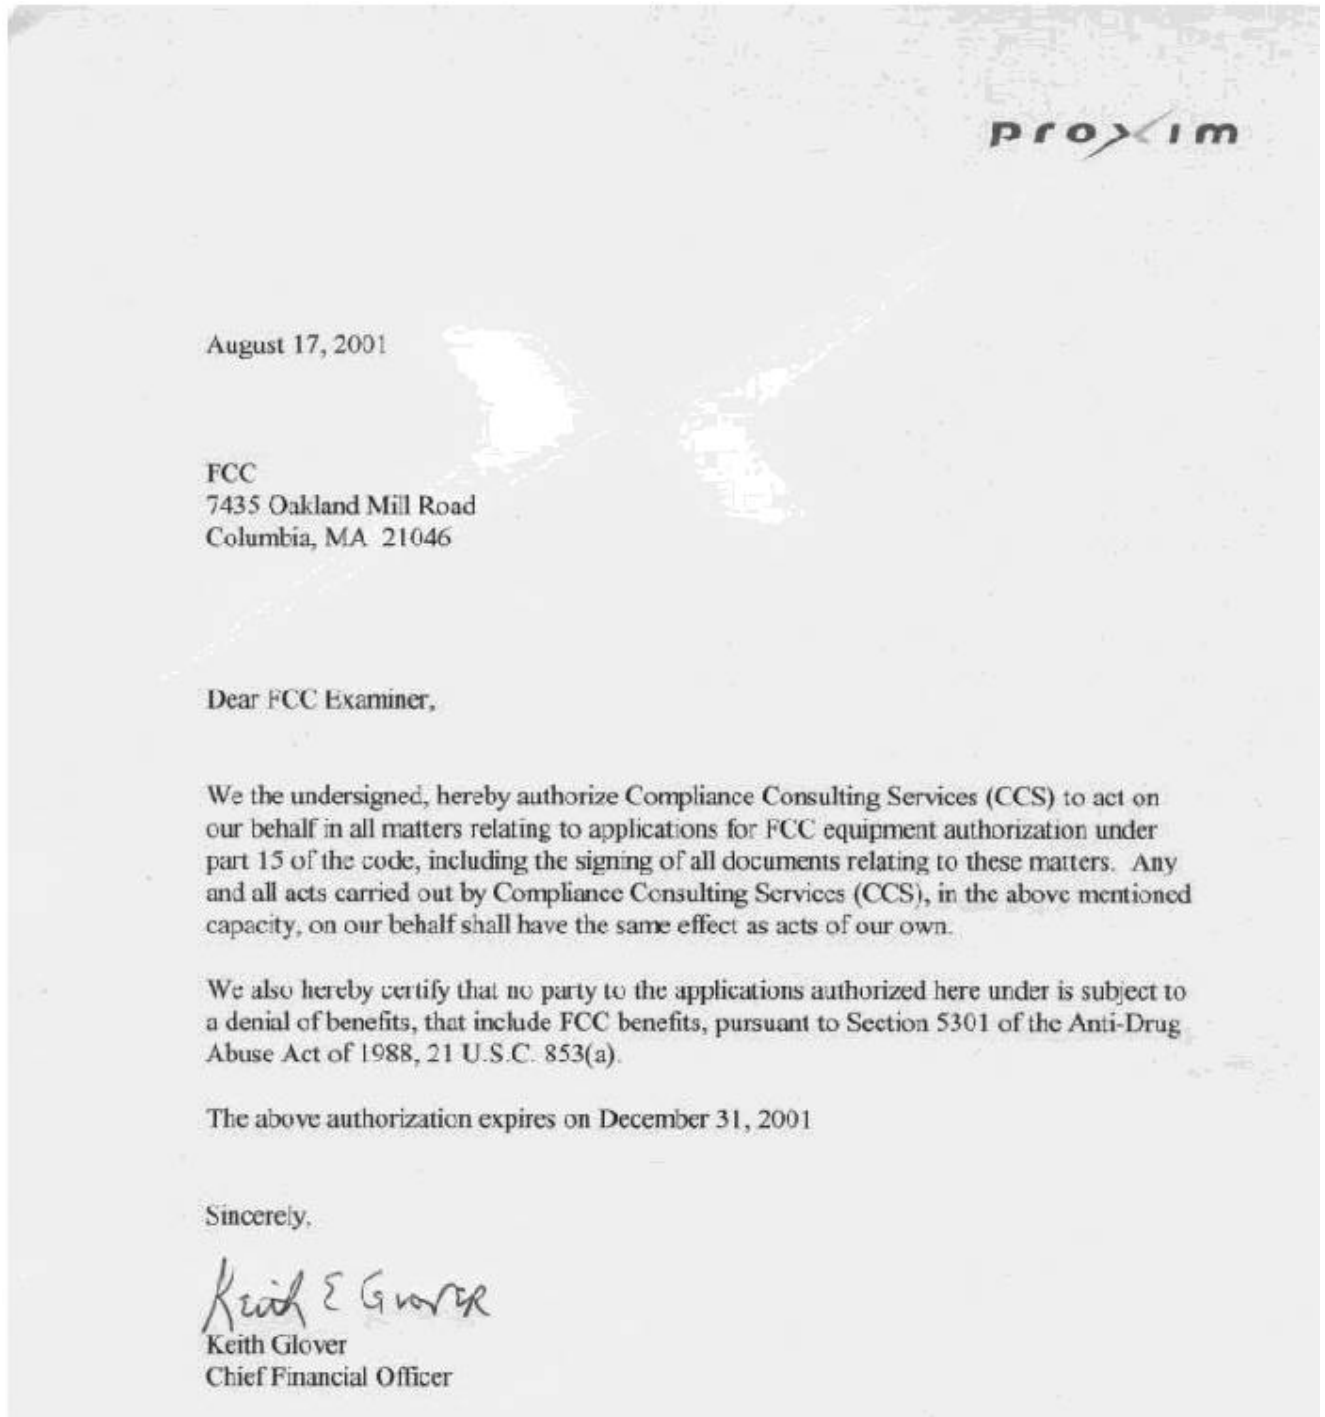 proxim
August 17, 2001
FCC
7435 Oakland Mill Road
Columbia, MA 21046
Dear FCC Examiner,
We the undersigned, hereby authorize Compliance Consulting Services (CCS) to act on
our behalf in all matters relating to applications for FCC equipment authorization under
part 15 of the code, including the signing of all documents relating to these matters. Any
and all acts carried out by Compliance Consulting Services (CCS), in the above mentioned
capacity, on our behalf shall have the same effect as acts of our own.
We also hereby certify that no party to the applications authorized here under is subject to
a denial of benefits, that include FCC benefits, pursuant to Section 5301 of the Anti-Drug
Abuse Act of 1988, 21 U.S.C. 853(a).
The above authorization expires on December 31, 2001
Sincerely,
Keith E Glover
Keith Glover
Chief Financial Officer